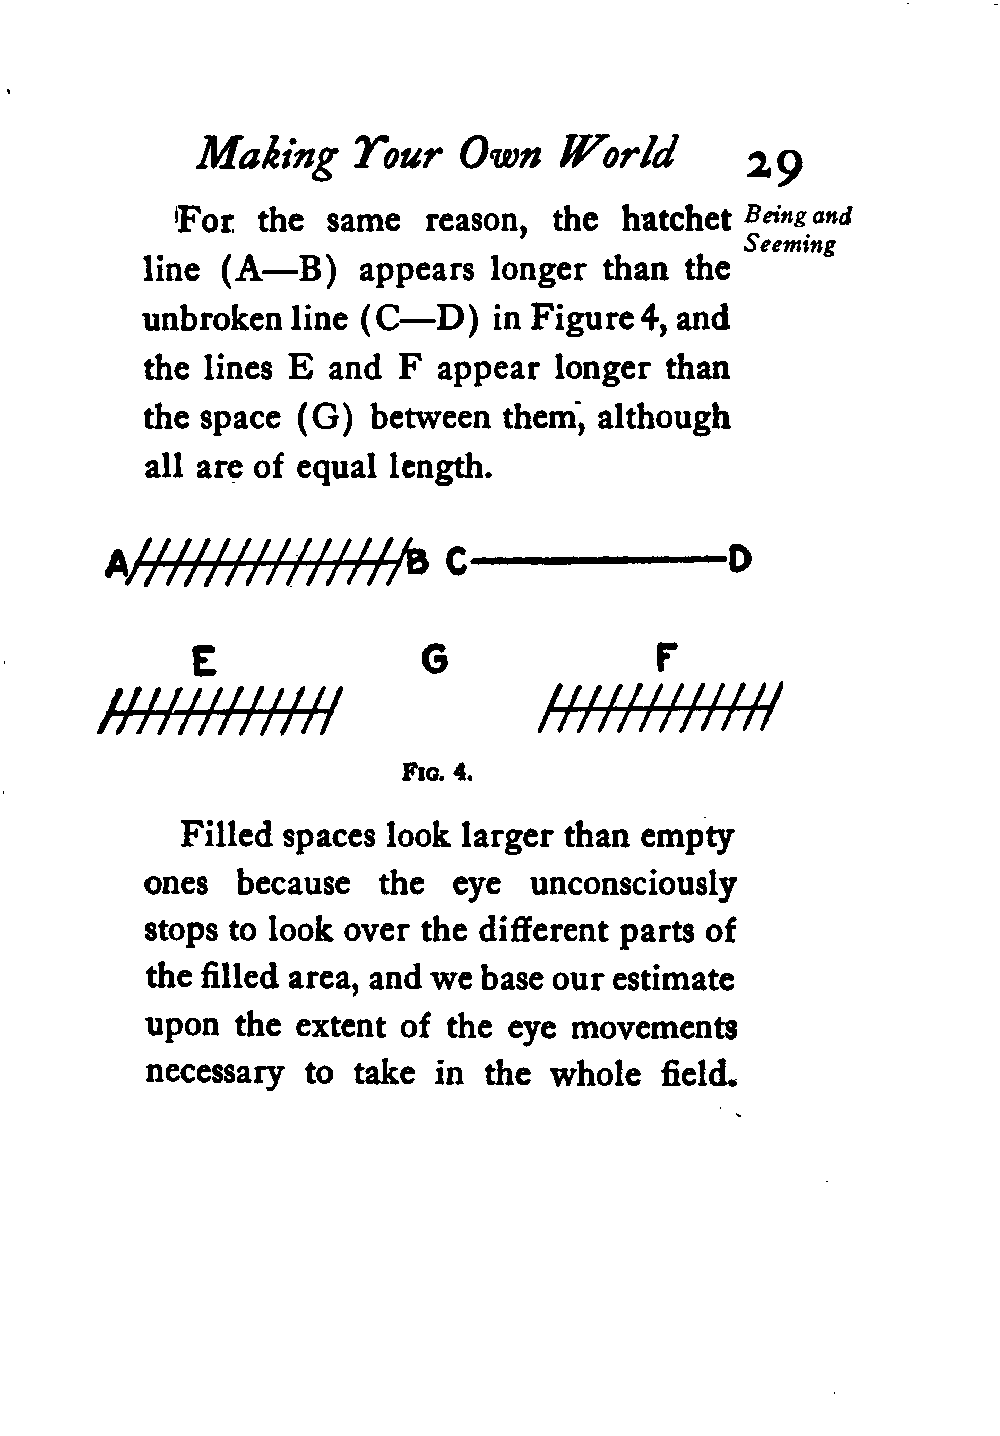 Making Your Own World 29
For the same reason, the hatchet
Being and
Seeming
line (A—B) appears longer than the
unbroken line (C—D) in Figure 4, and
the lines E and F appear longer than
the space (G) between them, although
all are of equal length.
A B C D
E G F
FIG. 4.
Filled spaces look larger than empty
ones because the eye unconsciously
stops to look over the different parts of
the filled area, and we base our estimate
upon the extent of the eye movements
necessary to take in the whole field.